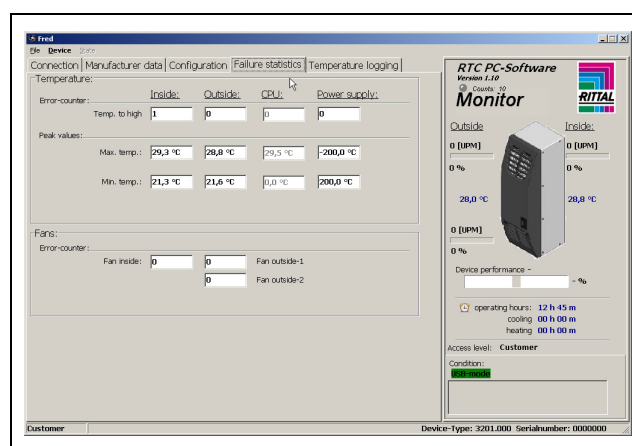 Fred
File Device State
Connection Manufacturer data Configuration Failure statistics Temperature logging
Temperature:
Inside: Outside: CPU: Power supply:
Error-counter:
Temp. to high 1 0 0 0
Peak values:
Max. temp.: 29,3 °C 28,8 °C 29,5 °C -200,0 °C
Min. temp.: 21,3 °C 21,6 °C 0,0 °C 200,0 °C
Fans:
Error-counter:
Fan inside: 0 0 Fan outside-1
0 Fan outside-2
RTC PC-Software
Version 1.10
Counts: 10
Monitor
RITTAL
Outside Inside:
0 [UPM] 0 [UPM]
0 % 0 %
28,0 °C 28,8 °C
0 [UPM]
0 %
Device performance -
- %
operating hours: 12 h 45 m
cooling 00 h 00 m
heating 00 h 00 m
Access level: Customer
Condition:
USB-mode
Customer Device-Type: 3201.000 Serialnumber: 0000000